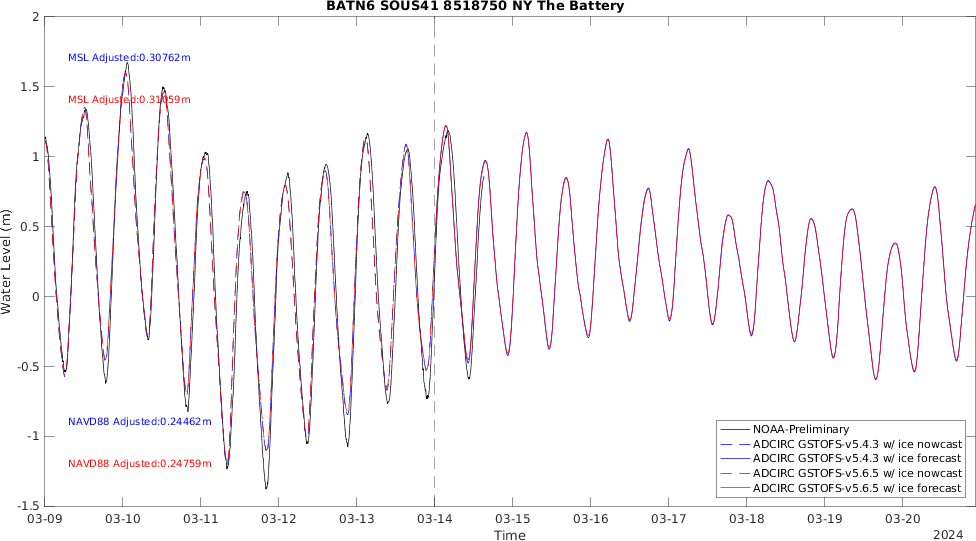 BATN6 SOUS41 8518750 NY The Battery
2
1.5
1
0.5
0
-0.5
-1
-1.5
Water Level (m)
MSL Adjusted:0.30762m
MSL Adjusted:0.31059m
NAVD88 Adjusted:0.24462m
NAVD88 Adjusted:0.24759m
NOAA-Preliminary
ADCIRC GSTOFS-v5.4.3 w/ ice nowcast
ADCIRC GSTOFS-v5.4.3 w/ ice forecast
ADCIRC GSTOFS-v5.6.5 w/ ice nowcast
ADCIRC GSTOFS-v5.6.5 w/ ice forecast
03-09 03-10 03-11 03-12 03-13 03-14 03-15 03-16 03-17 03-18 03-19 03-20
Time
2024